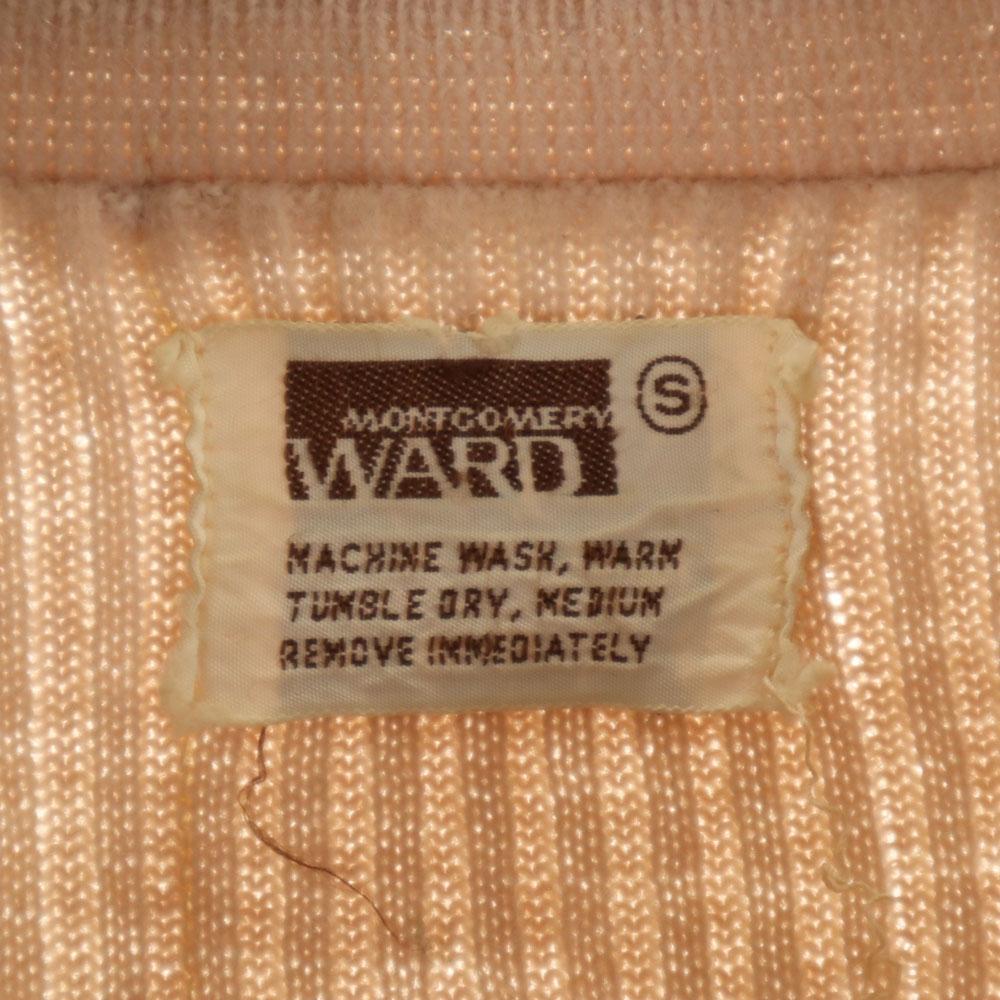 S
MONTGOMERY
WARD
MACHINE WASH, WARM
TUMBLE DRY, MEDIUM
REMOVE IMMEDIATELY